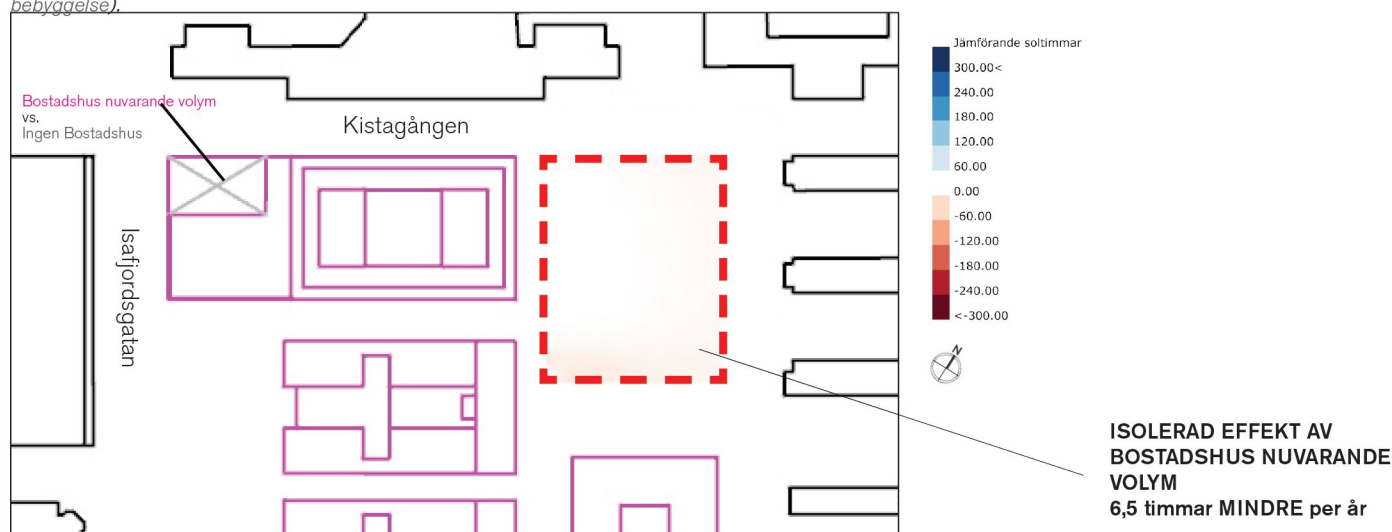 bebyggelse).
Bostadshus nuvarande volym
vs.
Ingen Bostadshus
Kistagången
Isafjordsgatan
Jämförande soltimmar
300.00<
240.00
180.00
120.00
60.00
0.00
-60.00
-120.00
-180.00
-240.00
<-300.00
N
ISOLERAD EFFEKT AV
BOSTADSHUS NUVARANDE
VOLYM
6,5 timmar MINDRE per år